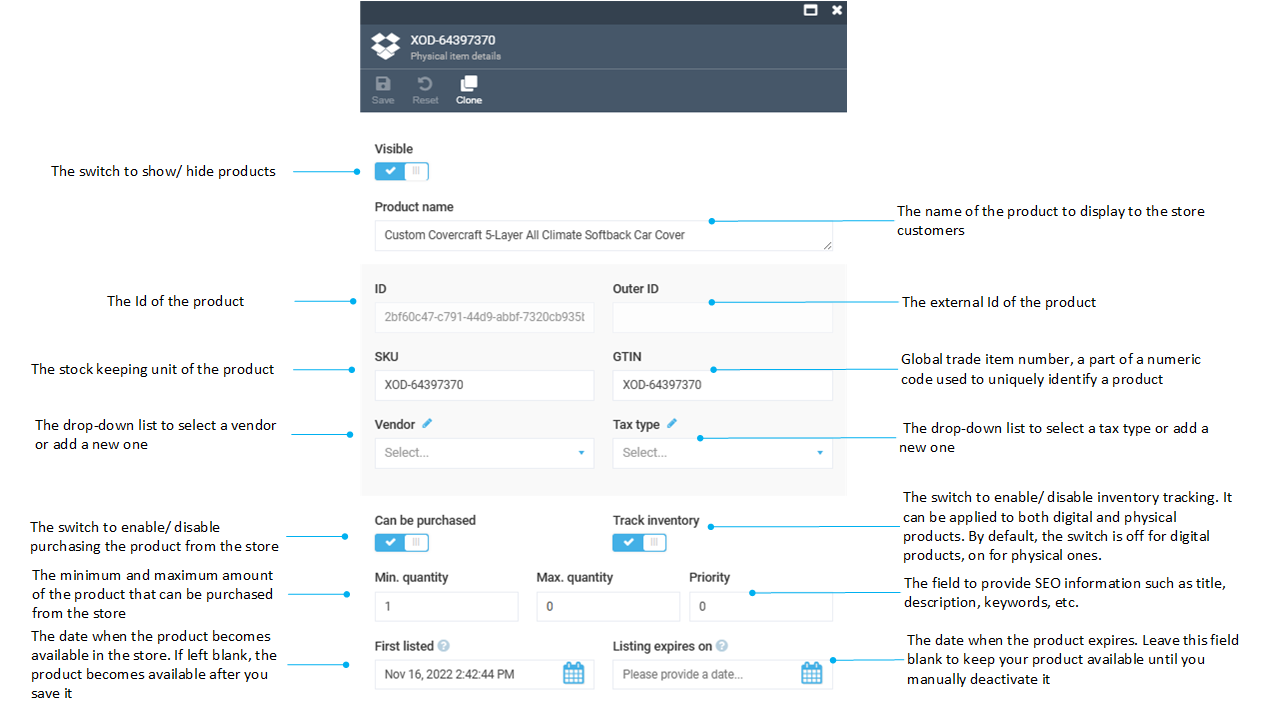 XOD-64397370
Physical item details
Save Reset Clone
Visible
The switch to show/ hide products
Product name
Custom Covercraft 5-Layer All Climate Softback Car Cover
The name of the product to display to the store
customers
ID
Outer ID
The Id of the product
2bf60c47-c791-44d9-abbf-7320cb935b
The external Id of the product
SKU
GTIN
The stock keeping unit of the product
XOD-64397370
XOD-64397370
Global trade item number, a part of a numeric
code used to uniquely identify a product
Vendor
Tax type
The drop-down list to select a vendor
or add a new one
Select...
Select...
The drop-down list to select a tax type or add a
new one
Can be purchased
Track inventory
The switch to enable/ disable
purchasing the product from the store
The switch to enable/ disable inventory tracking. It
can be applied to both digital and physical
products. By default, the switch is off for digital
products, on for physical ones.
Min. quantity
Max. quantity
Priority
The minimum and maximum amount
of the product that can be purchased
from the store
1
0
0
The field to provide SEO information such as title,
description, keywords, etc.
First listed
Listing expires on
The date when the product becomes
available in the store. If left blank, the
product becomes available after you
save it
Nov 16, 2022 2:42:44 PM
Please provide a date...
The date when the product expires. Leave this field
blank to keep your product available until you
manually deactivate it